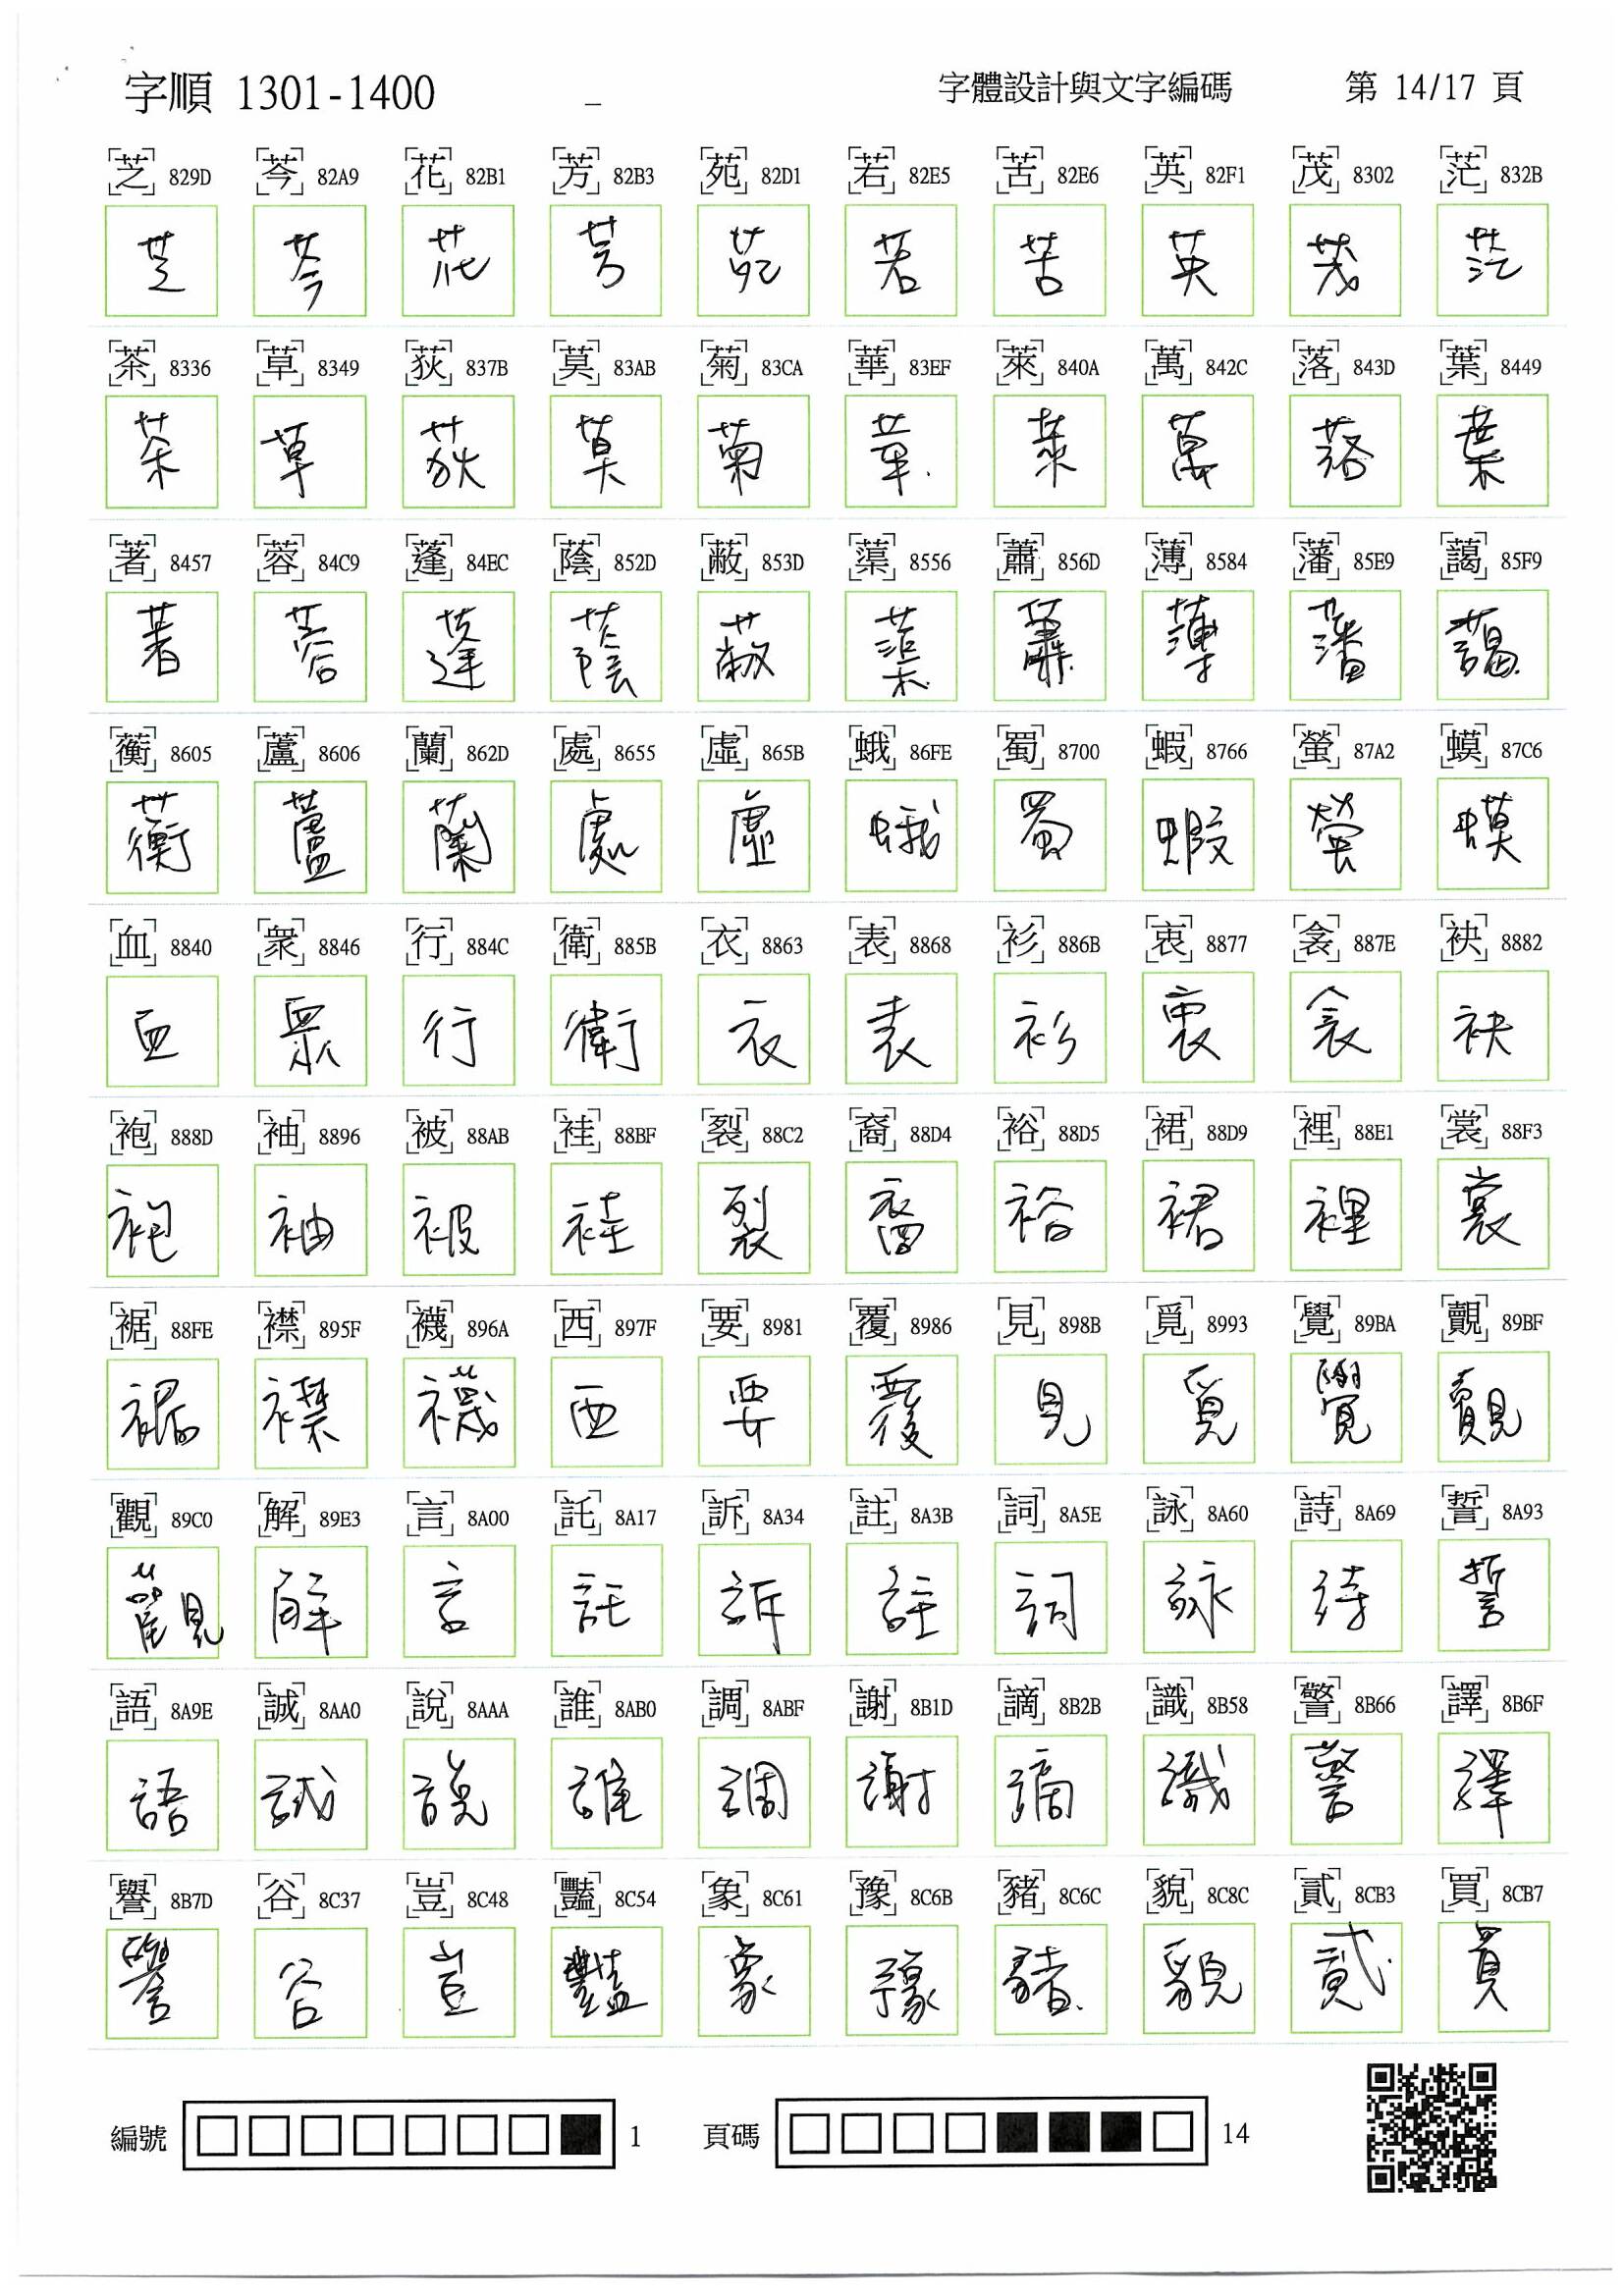 字順 1301-1400 字體設計與文字編碼 第 14/17 頁
芝 829D 芩 82A9 花 82B1 芳 82B3 苑 82D1 若 82E5 苦 82E6 英 82F1 茂 8302 茫 832B
芝 芩 花 芳 苑 若 苦 英 茂 茫
茶 8336 草 8349 荻 837B 莫 83AB 菊 83CA 華 83EF 萊 840A 萬 842C 落 843D 葉 8449
茶 草 荻 莫 菊 華 萊 萬 落 葉
著 8457 蓉 84C9 蓬 84EC 蔭 852D 蔽 853D 蕖 8556 蕭 856D 薄 8584 藩 85E9 藹 85F9
著 蓉 蓬 蔭 蔽 蕖 蕭 薄 藩 藹
蘅 8605 蘆 8606 蘭 862D 處 8655 虛 865B 蛾 86FE 蜀 8700 蝦 8766 螢 87A2 蟆 87C6
蘅 蘆 蘭 處 虛 蛾 蜀 蝦 螢 蟆
血 8840 衆 8846 行 884C 衛 885B 衣 8863 表 8868 衫 886B 衷 8877 衾 887E 袂 8882
血 衆 行 衛 衣 表 衫 衷 衾 袂
袍 888D 袖 8896 被 88AB 袿 88BF 裂 88C2 裔 88D4 裕 88D5 裙 88D9 裡 88E1 裳 88F3
袍 袖 被 袿 裂 裔 裕 裙 裡 裳
裾 88FE 襟 895F 襪 896A 西 897F 要 8981 覆 8986 見 898B 覓 8993 覺 89BA 覿 89BF
裾 襟 襪 西 要 覆 見 覓 覺 覿
觀 89C0 解 89E3 言 8A00 託 8A17 訴 8A34 註 8A3B 詞 8A5E 詠 8A60 詩 8A69 誓 8A93
觀 解 言 託 訴 註 詞 詠 詩 誓
語 8A9E 誠 8AA0 說 8AAA 誰 8AB0 調 8ABF 謝 8B1D 謫 8B2B 識 8B58 警 8B66 譯 8B6F
語 誠 說 誰 調 謝 謫 識 警 譯
譽 8B7D 谷 8C37 豈 8C48 豔 8C54 象 8C61 豫 8C6B 豬 8C6C 貌 8C8C 貳 8CB3 買 8CB7
譽 谷 豈 豔 象 豫 豬 貌 貳 買
編號 1 頁碼 14